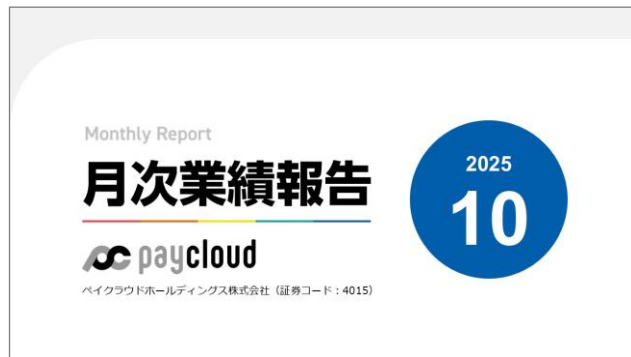 Monthly Report
月次業績報告
2025
10
paycloud
ペイクラウドホールディングス株式会社（証券コード：4015）